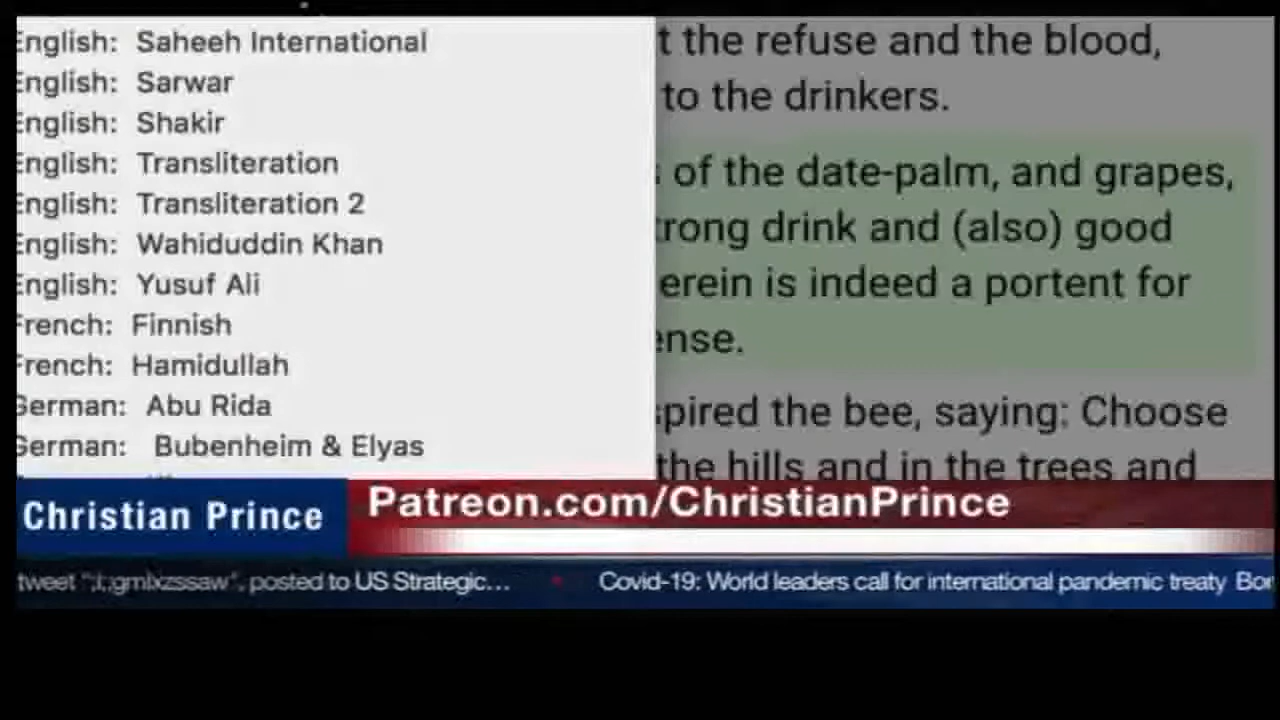 English: Saheeh International
English: Sarwar
English: Shakir
English: Transliteration
English: Transliteration 2
English: Wahiduddin Khan
English: Yusuf Ali
French: Finnish
French: Hamidullah
German: Abu Rida
German: Bubenheim & Elyas
t the refuse and the blood,
to the drinkers.
of the date-palm, and grapes,
trong drink and (also) good
erein is indeed a portent for
ense.
spired the bee, saying: Choose
the hills and in the trees and
Christian Prince
Patreon.com/ChristianPrince
tweet ";l;;gmlxzssaw", posted to US Strategic... • Covid-19: World leaders call for international pandemic treaty Bor